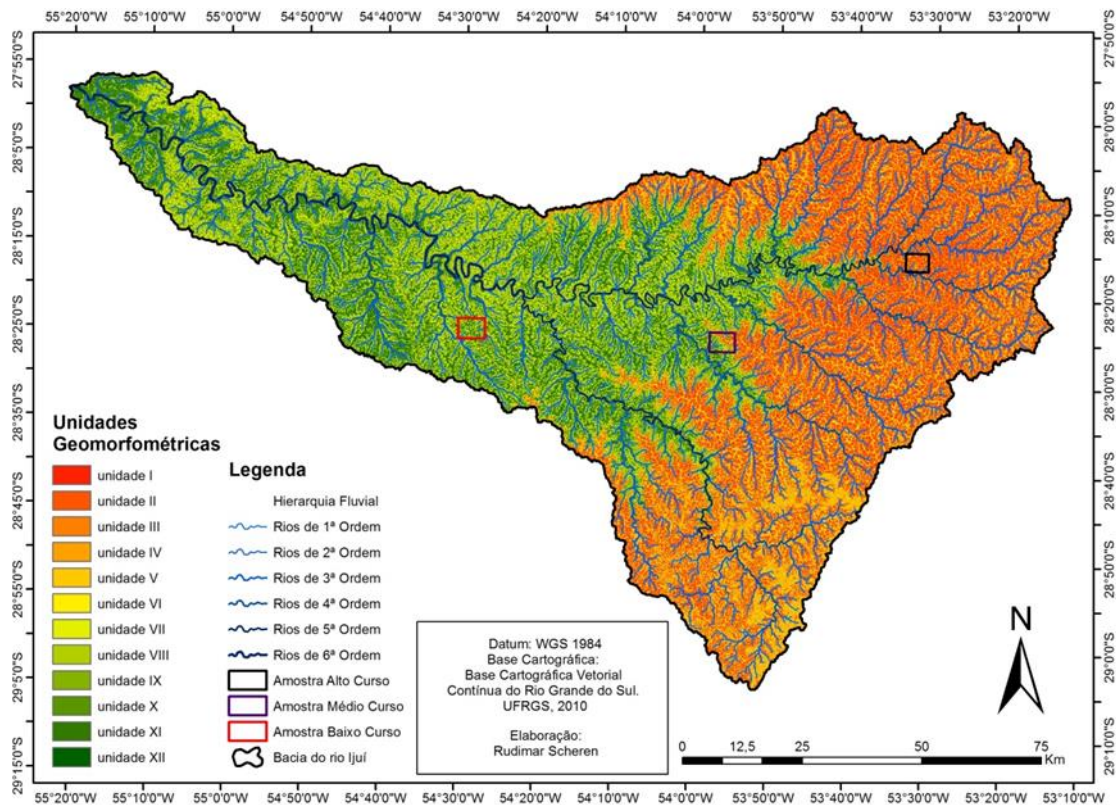 55°20'0"W 55°10'0"W 55°0'0"W 54°50'0"W 54°40'0"W 54°30'0"W 54°20'0"W 54°10'0"W 54°0'0"W 53°50'0"W 53°40'0"W 53°30'0"W 53°20'0"W
27°55'0"S
28°5'0"S
28°15'0"S
28°25'0"S
28°35'0"S
28°45'0"S
28°55'0"S
29°5'0"S
29°15'0"S
27°50'0"S
28°0'0"S
28°10'0"S
28°20'0"S
28°30'0"S
28°40'0"S
28°50'0"S
29°0'0"S
29°10'0"S
Unidades
Geomorfométricas
unidade I
unidade II
unidade III
unidade IV
unidade V
unidade VI
unidade VII
unidade VIII
unidade IX
unidade X
unidade XI
unidade XII
Legenda
Hierarquia Fluvial
Rios de 1ª Ordem
Rios de 2ª Ordem
Rios de 3ª Ordem
Rios de 4ª Ordem
Rios de 5ª Ordem
Rios de 6ª Ordem
Amostra Alto Curso
Amostra Médio Curso
Amostra Baixo Curso
Bacia do rio Ijuí
Datum: WGS 1984
Base Cartográfica:
Base Cartográfica Vetorial
Contínua do Rio Grande do Sul.
UFRGS, 2010
Elaboração:
Rudimar Scheren
N
0 12,5 25 50 75
Km
55°20'0"W 55°10'0"W 55°0'0"W 54°50'0"W 54°40'0"W 54°30'0"W 54°20'0"W 54°10'0"W 54°0'0"W 53°50'0"W 53°40'0"W 53°30'0"W 53°20'0"W